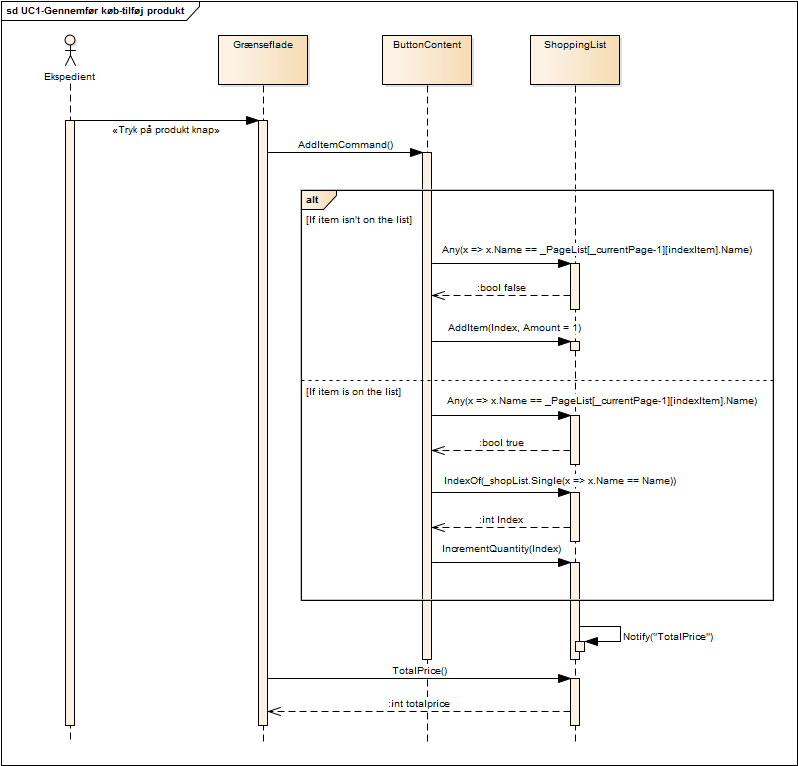 sd UC1-Gennemfør køb-tilføj produkt
Ekspedient
Grænseflade
ButtonContent
ShoppingList
«Tryk på produkt knap»
AddItemCommand()
alt
[If item isn't on the list]
Any(x => x.Name == _PageList[_currentPage-1][indexItem].Name)
:bool false
AddItem(Index, Amount = 1)
[If item is on the list]
Any(x => x.Name == _PageList[_currentPage-1][indexItem].Name)
:bool true
IndexOf(_shopList.Single(x => x.Name == Name))
:int Index
IncrementQuantity(Index)
Notify("TotalPrice")
TotalPrice()
:int totalprice